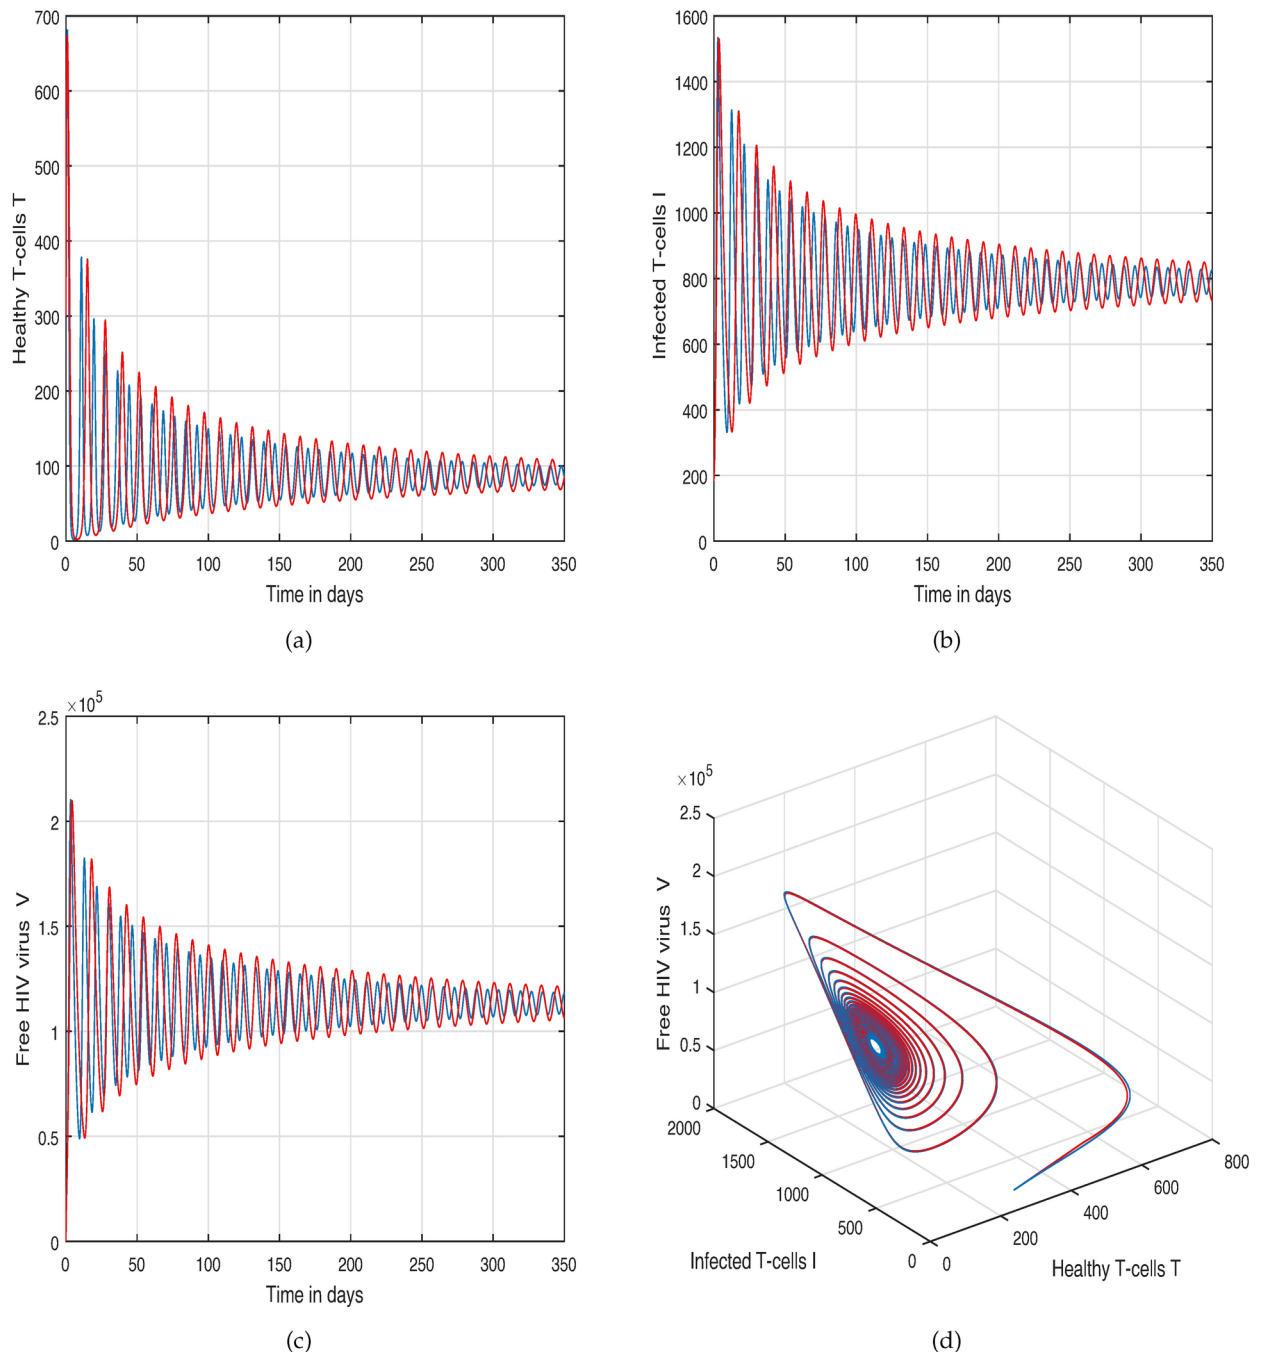 700
600
500
400
300
200
100
0
Healthy T-cells T
0 50 100 150 200 250 300 350
Time in days
(a)
1600
1400
1200
1000
800
600
400
200
0
Infected T-cells I
0 50 100 150 200 250 300 350
Time in days
(b)
×10^5
2.5
2
1.5
1
0.5
0
Free HIV virus V
0 50 100 150 200 250 300 350
Time in days
(c)
×10^5
2.5
2
1.5
1
0.5
0
Free HIV virus V
2000
1500
1000
500
0
Infected T-cells I
0
200
400
600
800
Healthy T-cells T
(d)